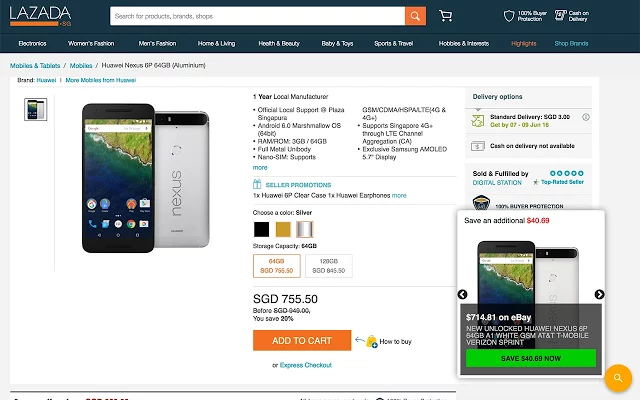 LAZADA
.SG
Search for products, brands, shops
100% Buyer Protection
Cash on Delivery
Electronics
Women's Fashion
Men's Fashion
Home & Living
Health & Beauty
Baby & Toys
Sports & Travel
Hobbies & Interests
Highlights
Shop Brands
Mobiles & Tablets / Mobiles / Huawei Nexus 6P 64GB (Aluminium)
Brand: Huawei | More Mobiles from Huawei
nexus
HUAWEI
1 Year Local Manufacturer
• Official Local Support @ Plaza Singapura
• Android 6.0 Marshmallow OS (64bit)
• RAM/ROM: 3GB / 64GB
• Full Metal Unibody
• Nano-SIM: Supports
GSM/CDMA/HSPA/LTE(4G & 4G+)
• Supports Singapore 4G+ through LTE Channel Aggregation (CA)
• Exclusive Samsung AMOLED 5.7" Display
more
SELLER PROMOTIONS
1x Huawei 6P Clear Case 1x Huawei Earphones more
Choose a color: Silver
Storage Capacity: 64GB
64GB
SGD 755.50
128GB
SGD 845.50
SGD 755.50
Before SGD 949.00,
You save 20%
ADD TO CART
How to buy
or Express Checkout
Delivery options
Standard Delivery: SGD 3.00
Get by 07 - 09 Jun 16
Cash on delivery not available
Sold & Fulfilled by
DIGITAL STATION
Top-Rated Seller
100% BUYER PROTECTION
Save an additional $40.69
$714.81 on eBay
NEW UNLOCKED HUAWEI NEXUS 6P
64GB A1 WHITE GSM AT&T T-MOBILE
VERIZON SPRINT
SAVE $40.69 NOW